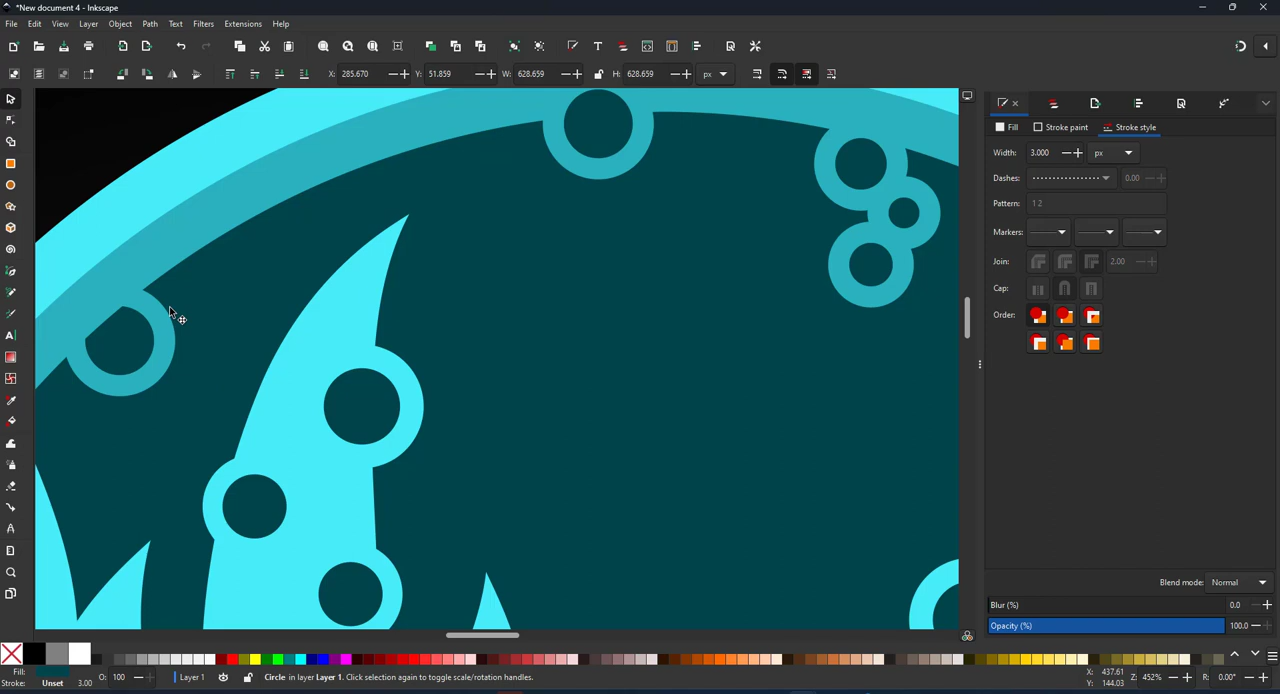 *New document 4 - Inkscape
File Edit View Layer Object Path Text Filters Extensions Help
X: 285.670 Y: 51.859 W: 628.659 H: 628.659 px
Fill Stroke paint Stroke style
Width: 3.000 px
Dashes: 0.00
Pattern: 1 2
Markers:
Join: 2.00
Cap:
Order:
Blend mode: Normal
Blur (%) 0.0
Opacity (%) 100.0
Fill:
Stroke: Unset 3.00 O: 100 Layer 1 Circle in layer Layer 1. Click selection again to toggle scale/rotation handles. X: 437.61
Y: 144.03 Z: 452% R: 0.00°